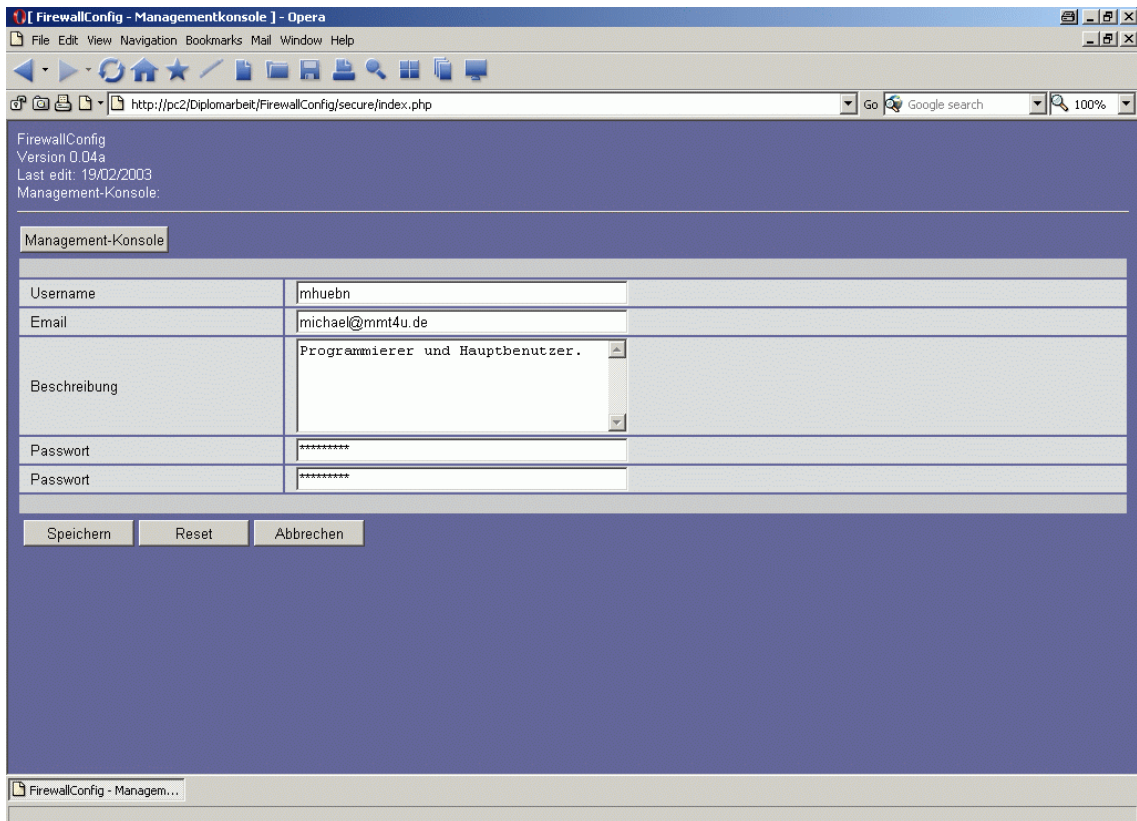 [ FirewallConfig - Managementkonsole ] - Opera
File Edit View Navigation Bookmarks Mail Window Help
http://pc2/Diplomarbeit/FirewallConfig/secure/index.php Go Google search 100%
FirewallConfig
Version 0.04a
Last edit: 19/02/2003
Management-Konsole:
Management-Konsole
Username mhuebn
Email michael@mmt4u.de
Beschreibung Programmierer und Hauptbenutzer.
Passwort *********
Passwort *********
Speichern Reset Abbrechen
FirewallConfig - Managem...